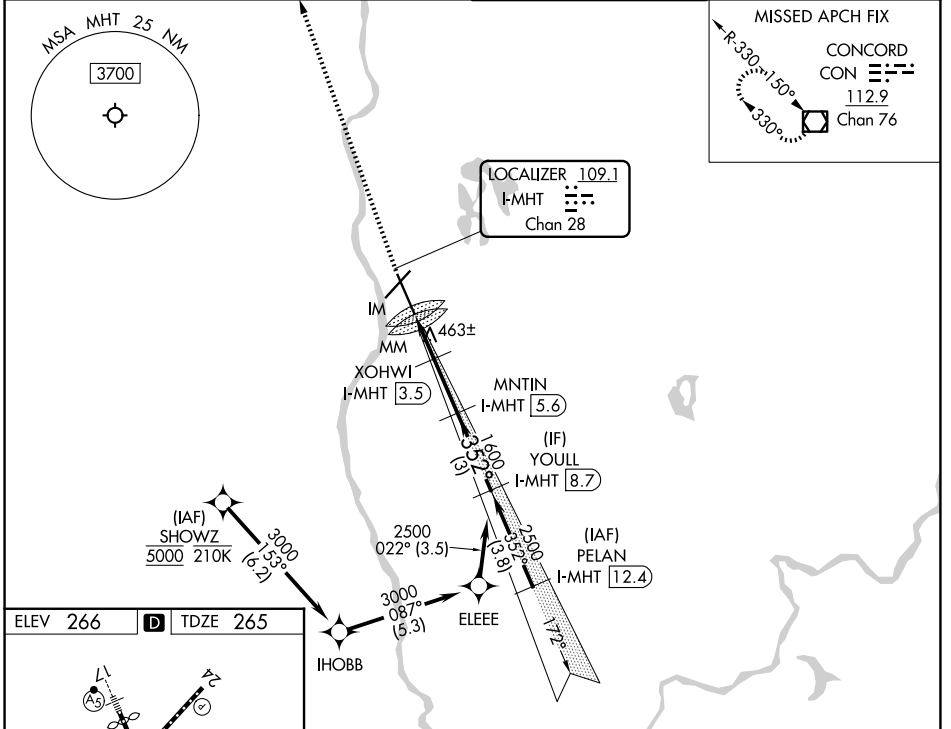 MSA MHT 25 NM
3700
MISSED APCH FIX
R-330
150°
330°
CONCORD
CON
112.9
Chan 76
LOCALIZER 109.1
I-MHT
Chan 28
IM
MM
463±
XOHWI
I-MHT 3.5
MNTIN
I-MHT 5.6
1600
352°
(3)
(IF)
YOULL
I-MHT 8.7
2500
352°
(3.8)
(IAF)
PELAN
I-MHT 12.4
172°
(IAF)
SHOWZ
5000 210K
3000
153°
(6.2)
2500
022° (3.5)
3000
087°
(5.3)
ELEEE
IHOBB
ELEV 266 D TDZE 265
17
A5
24
P